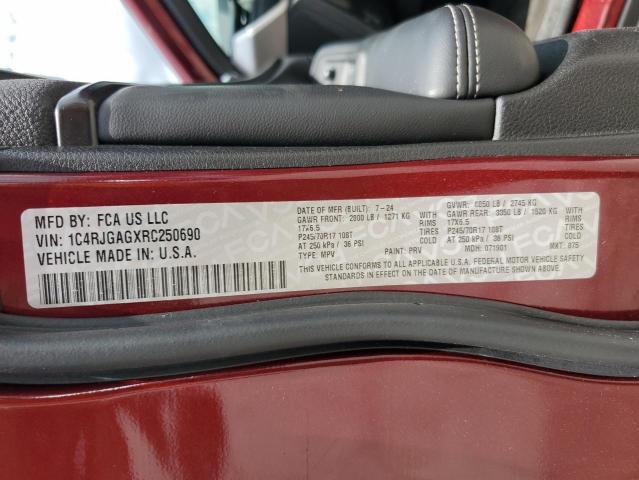 MFD BY: FCA US LLC
VIN: 1C4RJGAGXRC250690
VEHICLE MADE IN: U.S.A.
DATE OF MFR (BUILT): 7-24 GVWR: 6050 LB / 2745 KG
GAWR FRONT: 2800 LB / 1271 KG WITH GAWR REAR: 3350 LB / 1520 KG WITH
17X6.5 RIMS 17X6.5 RIMS
P245/70R17 108T TIRES P245/70R17 108T TIRES
AT 250 kPa / 36 PSI COLD AT 250 kPa / 36 PSI COLD
TYPE: MPV PAINT: PRV MDH: 071901 MXT: 875
THIS VEHICLE CONFORMS TO ALL APPLICABLE U.S.A. FEDERAL MOTOR VEHICLE SAFETY
STANDARDS IN EFFECT ON THE DATE OF MANUFACTURE SHOWN ABOVE.